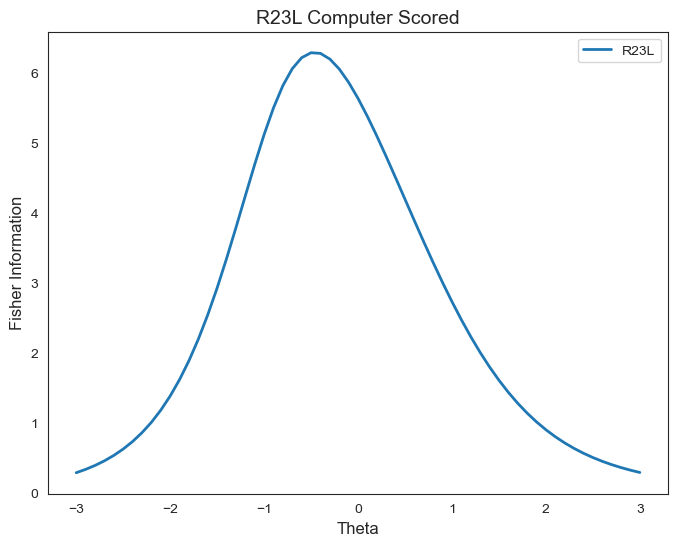 R23L Computer Scored
R23L
Fisher Information
6
5
4
3
2
1
0
−3 −2 −1 0 1 2 3
Theta